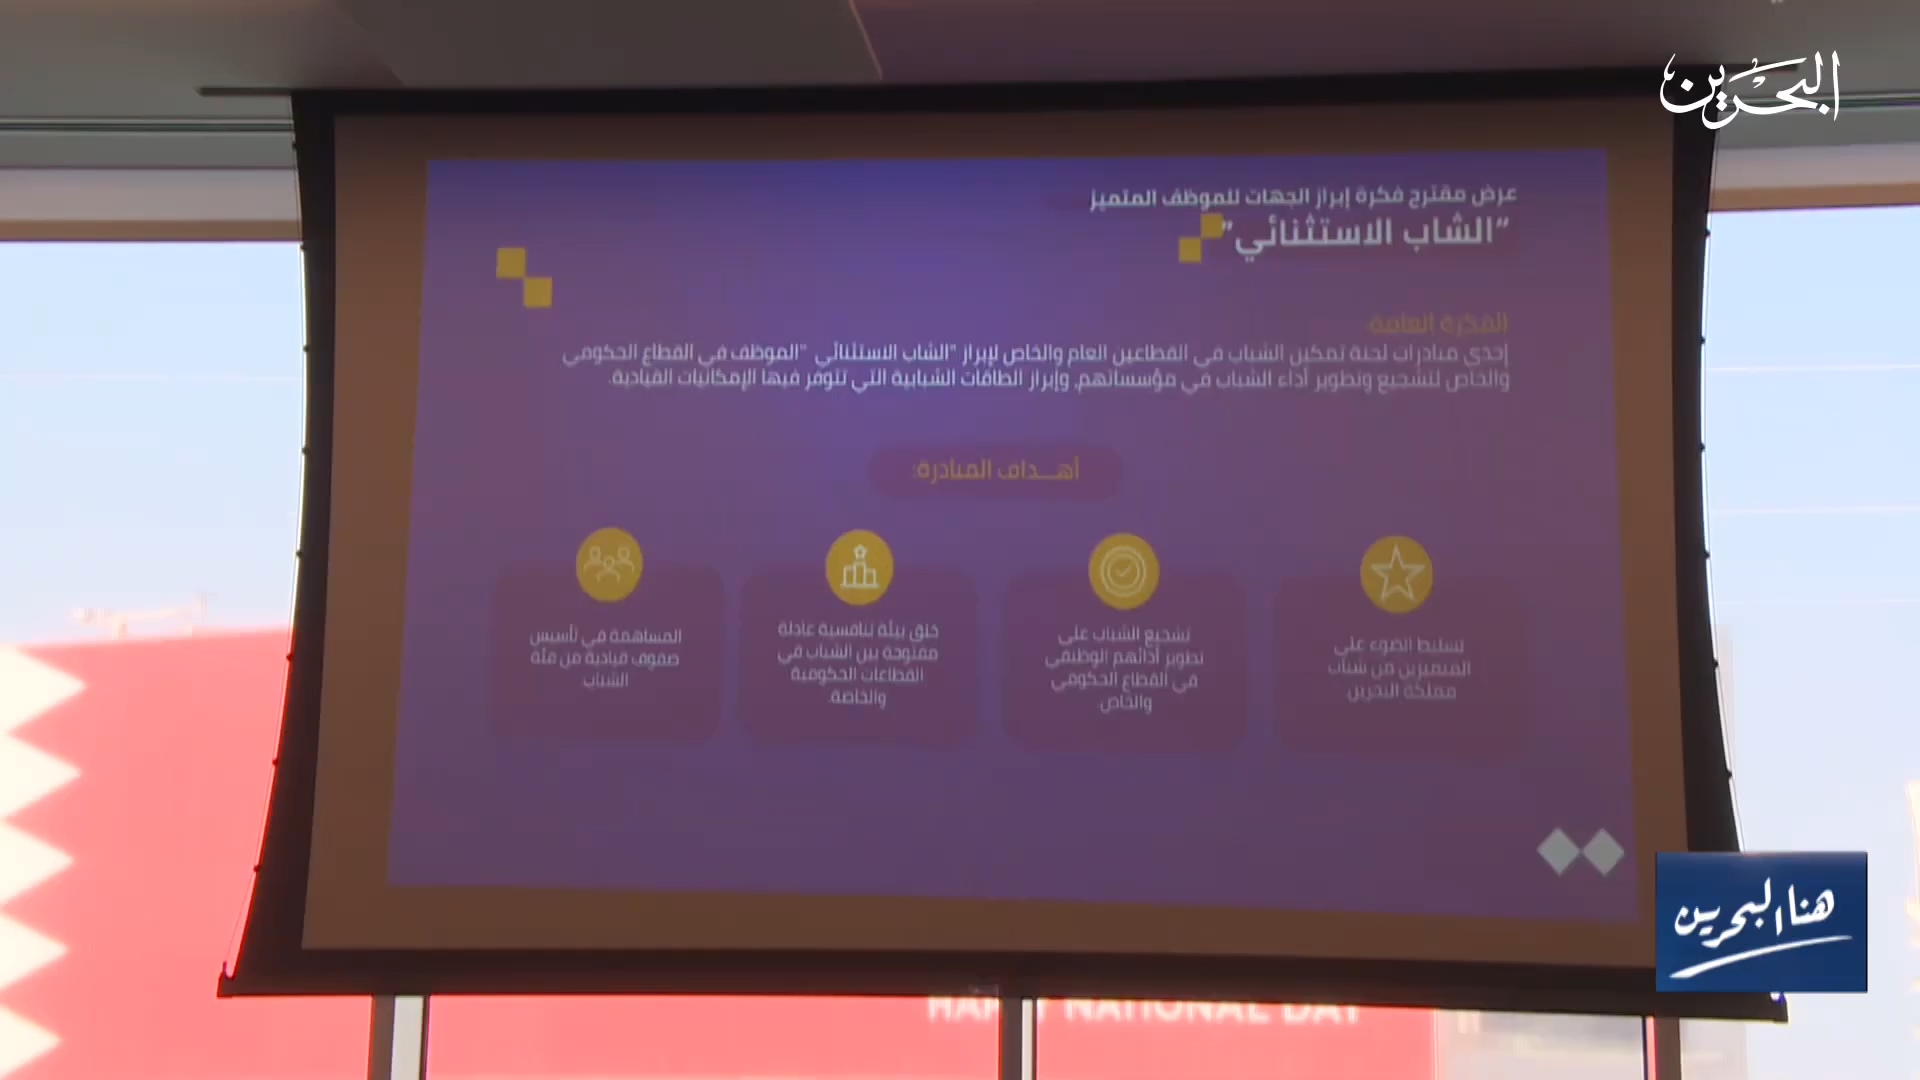 البحرين
عرض مقترح فكرة إبراز الجهات للموظف المتميز
"الشاب الاستثنائي"
الفكرة العامة:
إحدى مبادرات لجنة تمكين الشباب في القطاعين العام والخاص لإبراز "الشاب الاستثنائي "الموظف في القطاع الحكومي
والخاص لتشجيع وتطوير أداء الشباب في مؤسساتهم، وإبراز الطاقات الشبابية التي تتوفر فيها الإمكانيات القيادية.
أهـداف المبادرة:
تسليط الضوء على
المتميزين من شباب
مملكة البحرين
تشجيع الشباب على
تطوير أدائهم الوظيفي
في القطاع الحكومي
والخاص.
خلق بيئة تنافسية عادلة
مفتوحة بين الشباب في
القطاعات الحكومية
والخاصة.
المساهمة في تأسيس
صفوف قيادية من فئة
الشباب
هنا البحرين
HAPPY NATIONAL DAY